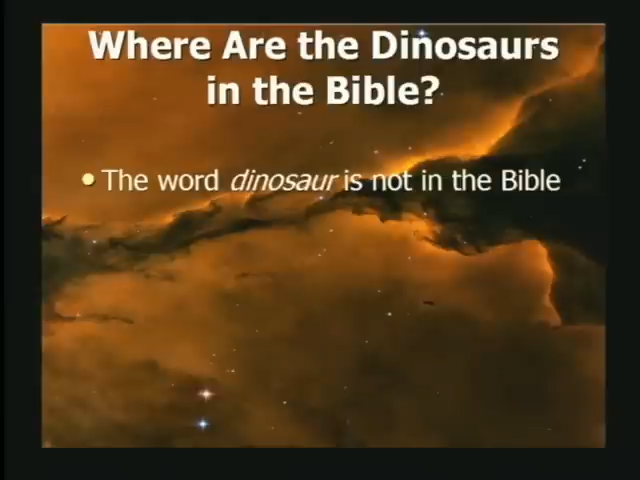 Where Are the Dinosaurs
in the Bible?
• The word dinosaur is not in the Bible